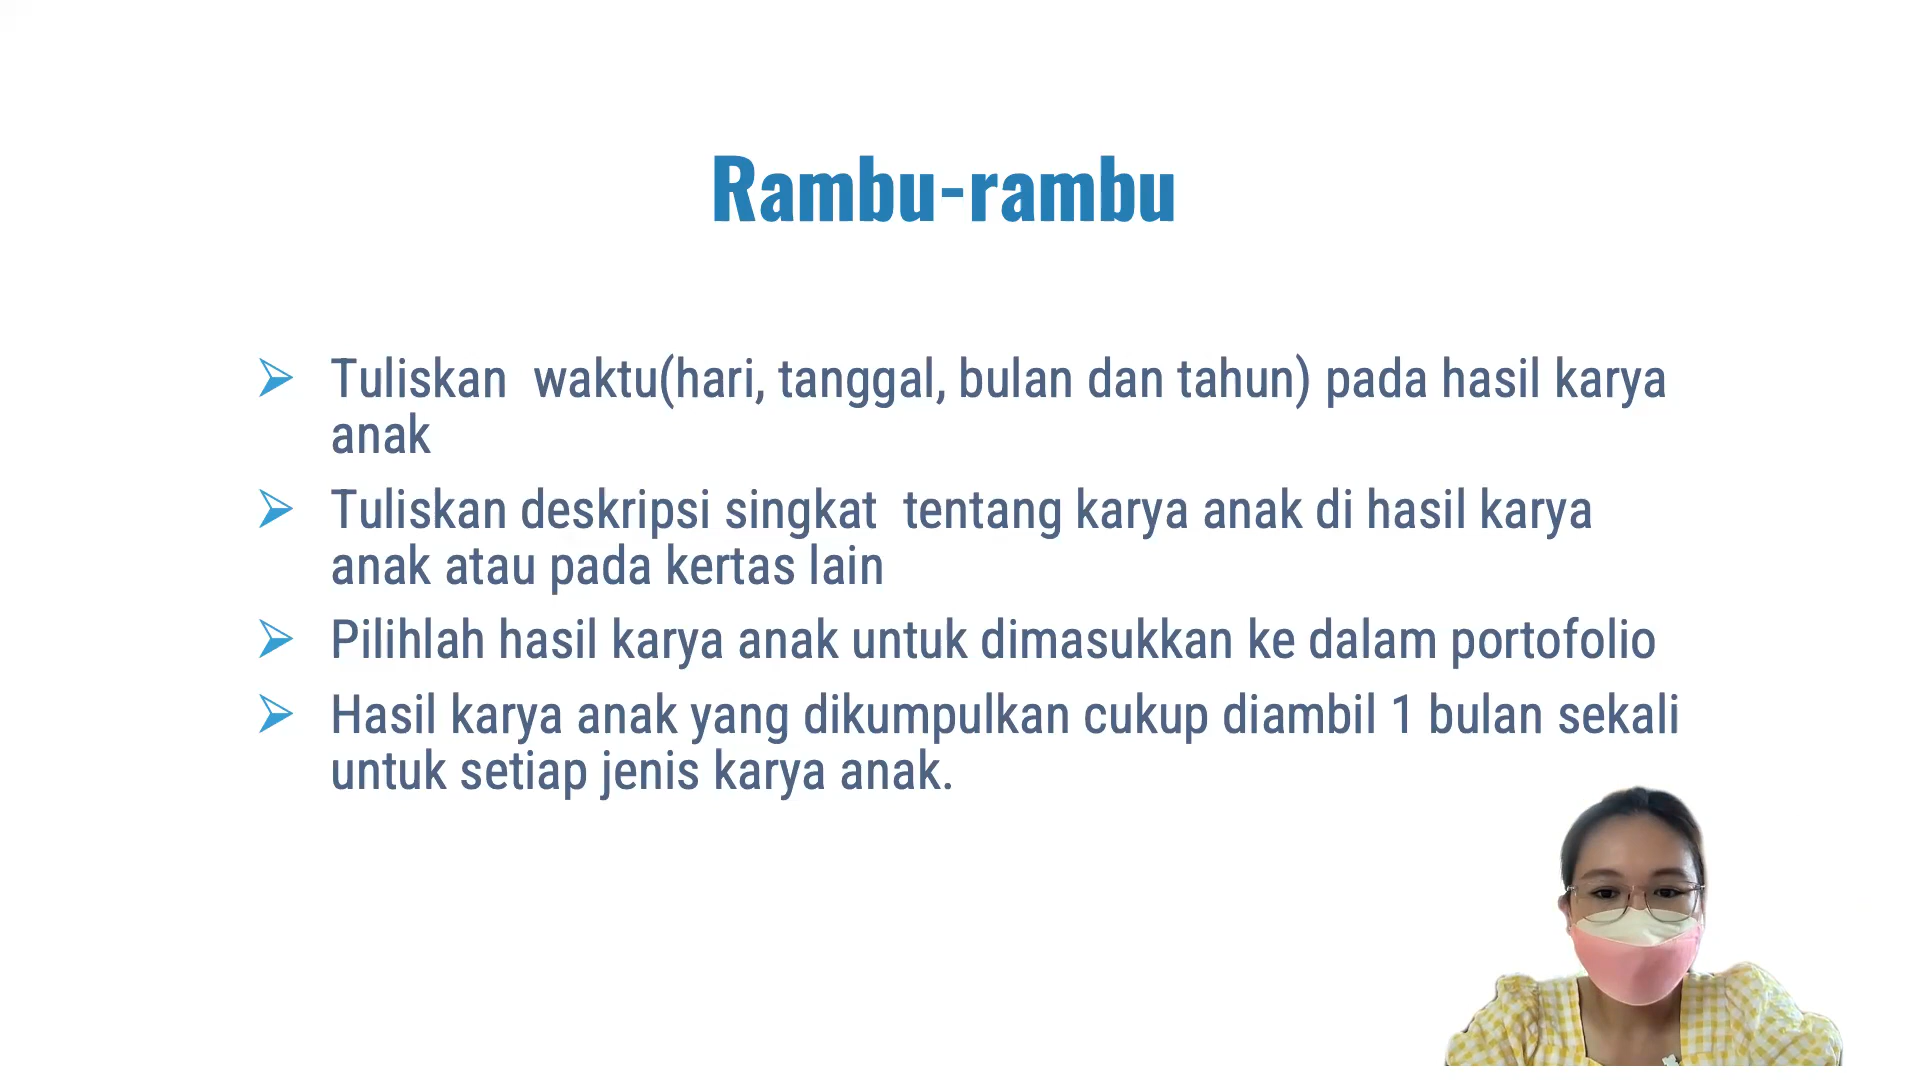 Rambu-rambu
Tuliskan  waktu(hari, tanggal, bulan dan tahun) pada hasil karya
anak
Tuliskan deskripsi singkat  tentang karya anak di hasil karya
anak atau pada kertas lain
Pilihlah hasil karya anak untuk dimasukkan ke dalam portofolio
Hasil karya anak yang dikumpulkan cukup diambil 1 bulan sekali
untuk setiap jenis karya anak.